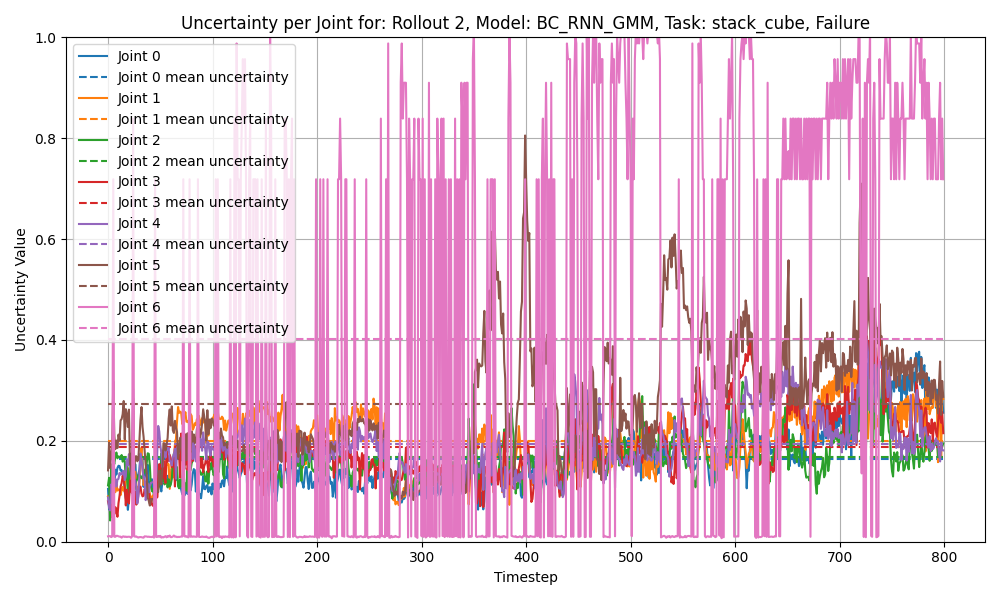 Uncertainty per Joint for: Rollout 2, Model: BC_RNN_GMM, Task: stack_cube, Failure
Uncertainty Value
1.0
0.8
0.6
0.4
0.2
0.0
Joint 0
Joint 0 mean uncertainty
Joint 1
Joint 1 mean uncertainty
Joint 2
Joint 2 mean uncertainty
Joint 3
Joint 3 mean uncertainty
Joint 4
Joint 4 mean uncertainty
Joint 5
Joint 5 mean uncertainty
Joint 6
Joint 6 mean uncertainty
0 100 200 300 400 500 600 700 800
Timestep